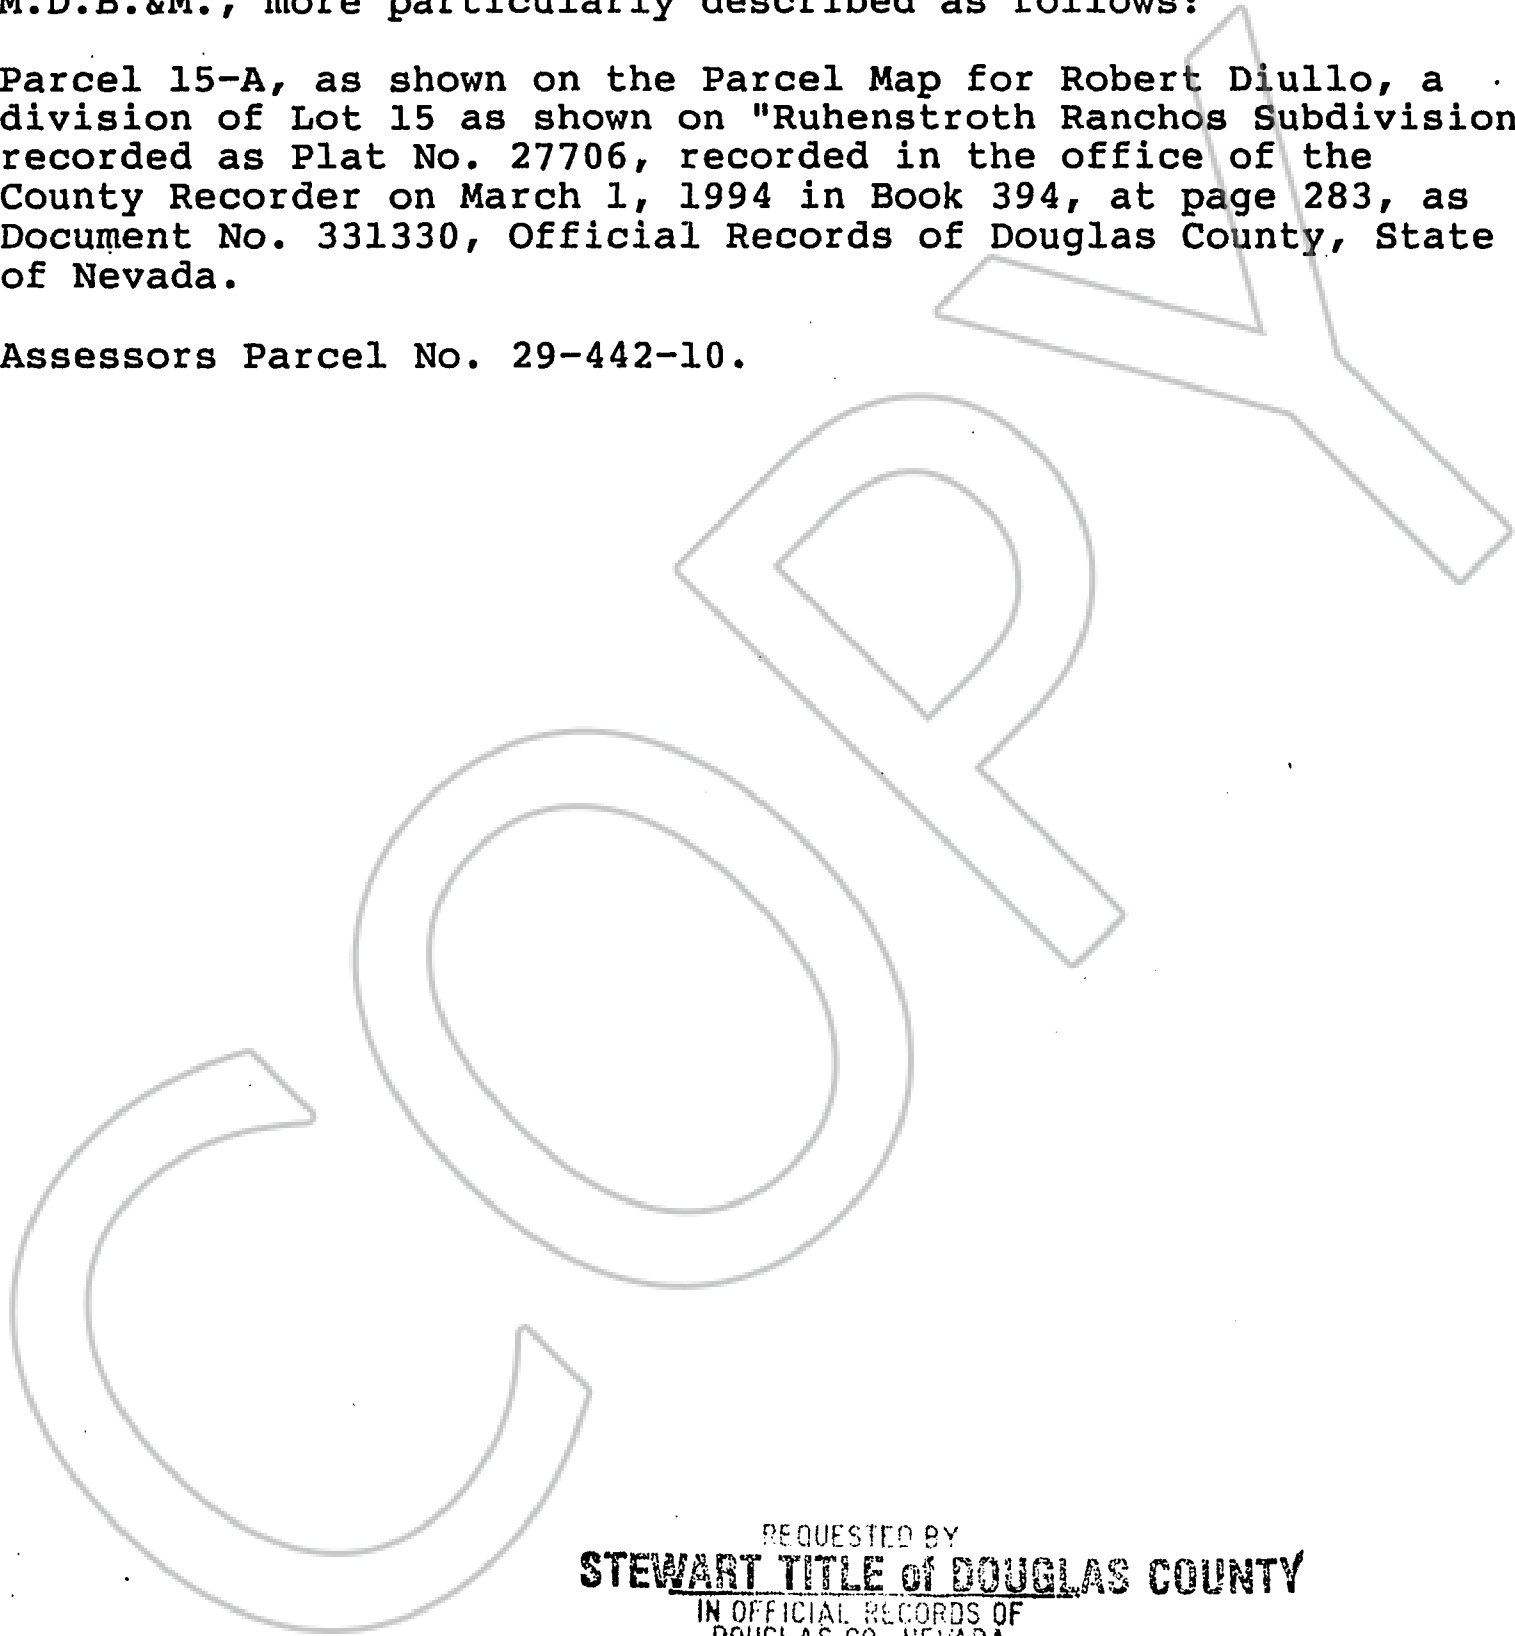 M.D.B.&M., more particularly described as follows:
Parcel 15-A, as shown on the Parcel Map for Robert Diullo, a
division of Lot 15 as shown on "Ruhenstroth Ranchos Subdivision
recorded as Plat No. 27706, recorded in the office of the
County Recorder on March 1, 1994 in Book 394, at page 283, as
Document No. 331330, Official Records of Douglas County, State
of Nevada.
Assessors Parcel No. 29-442-10.
COPY
REQUESTED BY
STEWART TITLE of DOUGLAS COUNTY
IN OFFICIAL RECORDS OF
DOUGLAS CO. NEVADA